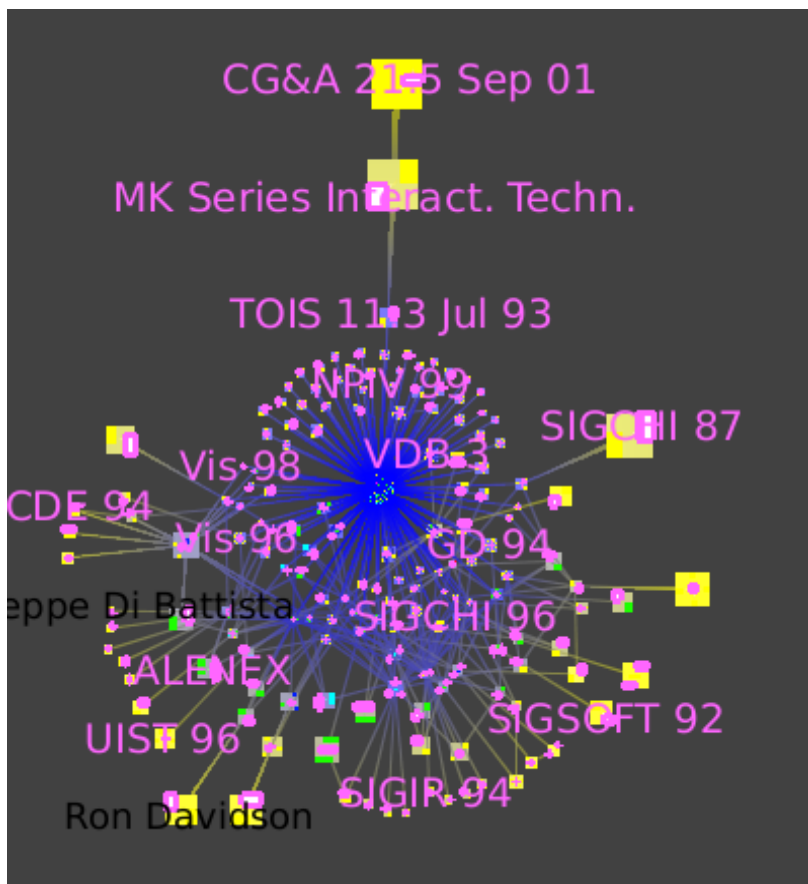 CG&A 21.5 Sep 01
MK Series Interact. Techn.
TOIS 11.3 Jul 93
NPIV 99
SIGCHI 87
VDB 3
Vis 98
CDE 94
Vis 96
GD 94
eppe Di Battista
SIGCHI 96
ALENEX
SIGSOFT 92
UIST 96
SIGIR 94
Ron Davidson